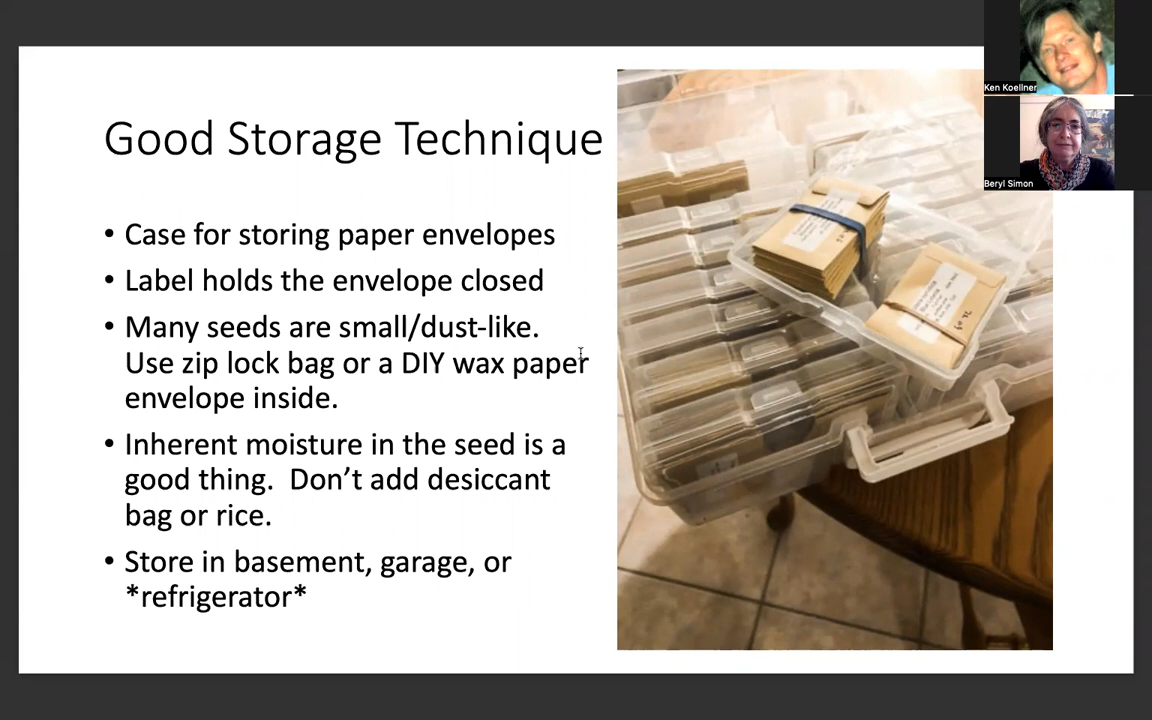 Good Storage Technique
• Case for storing paper envelopes
• Label holds the envelope closed
• Many seeds are small/dust-like.
Use zip lock bag or a DIY wax paper
envelope inside.
• Inherent moisture in the seed is a
good thing.  Don’t add desiccant
bag or rice.
• Store in basement, garage, or
*refrigerator*
Ken Koellner
Beryl Simon